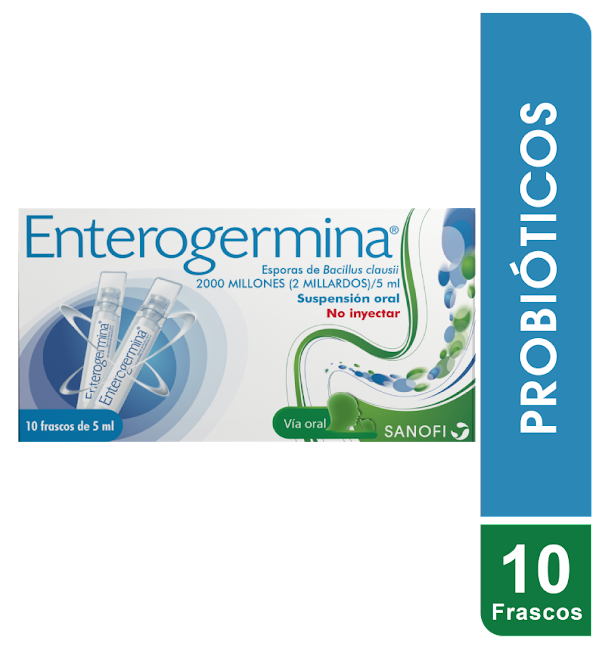 Enterogermina®
Esporas de Bacillus clausii
2000 MILLONES (2 MILLARDOS)/5 ml
Suspensión oral
No inyectar
Enterogermina®
Enterogermina®
10 frascos de 5 ml
Vía oral
SANOFI
PROBIÓTICOS
10
Frascos